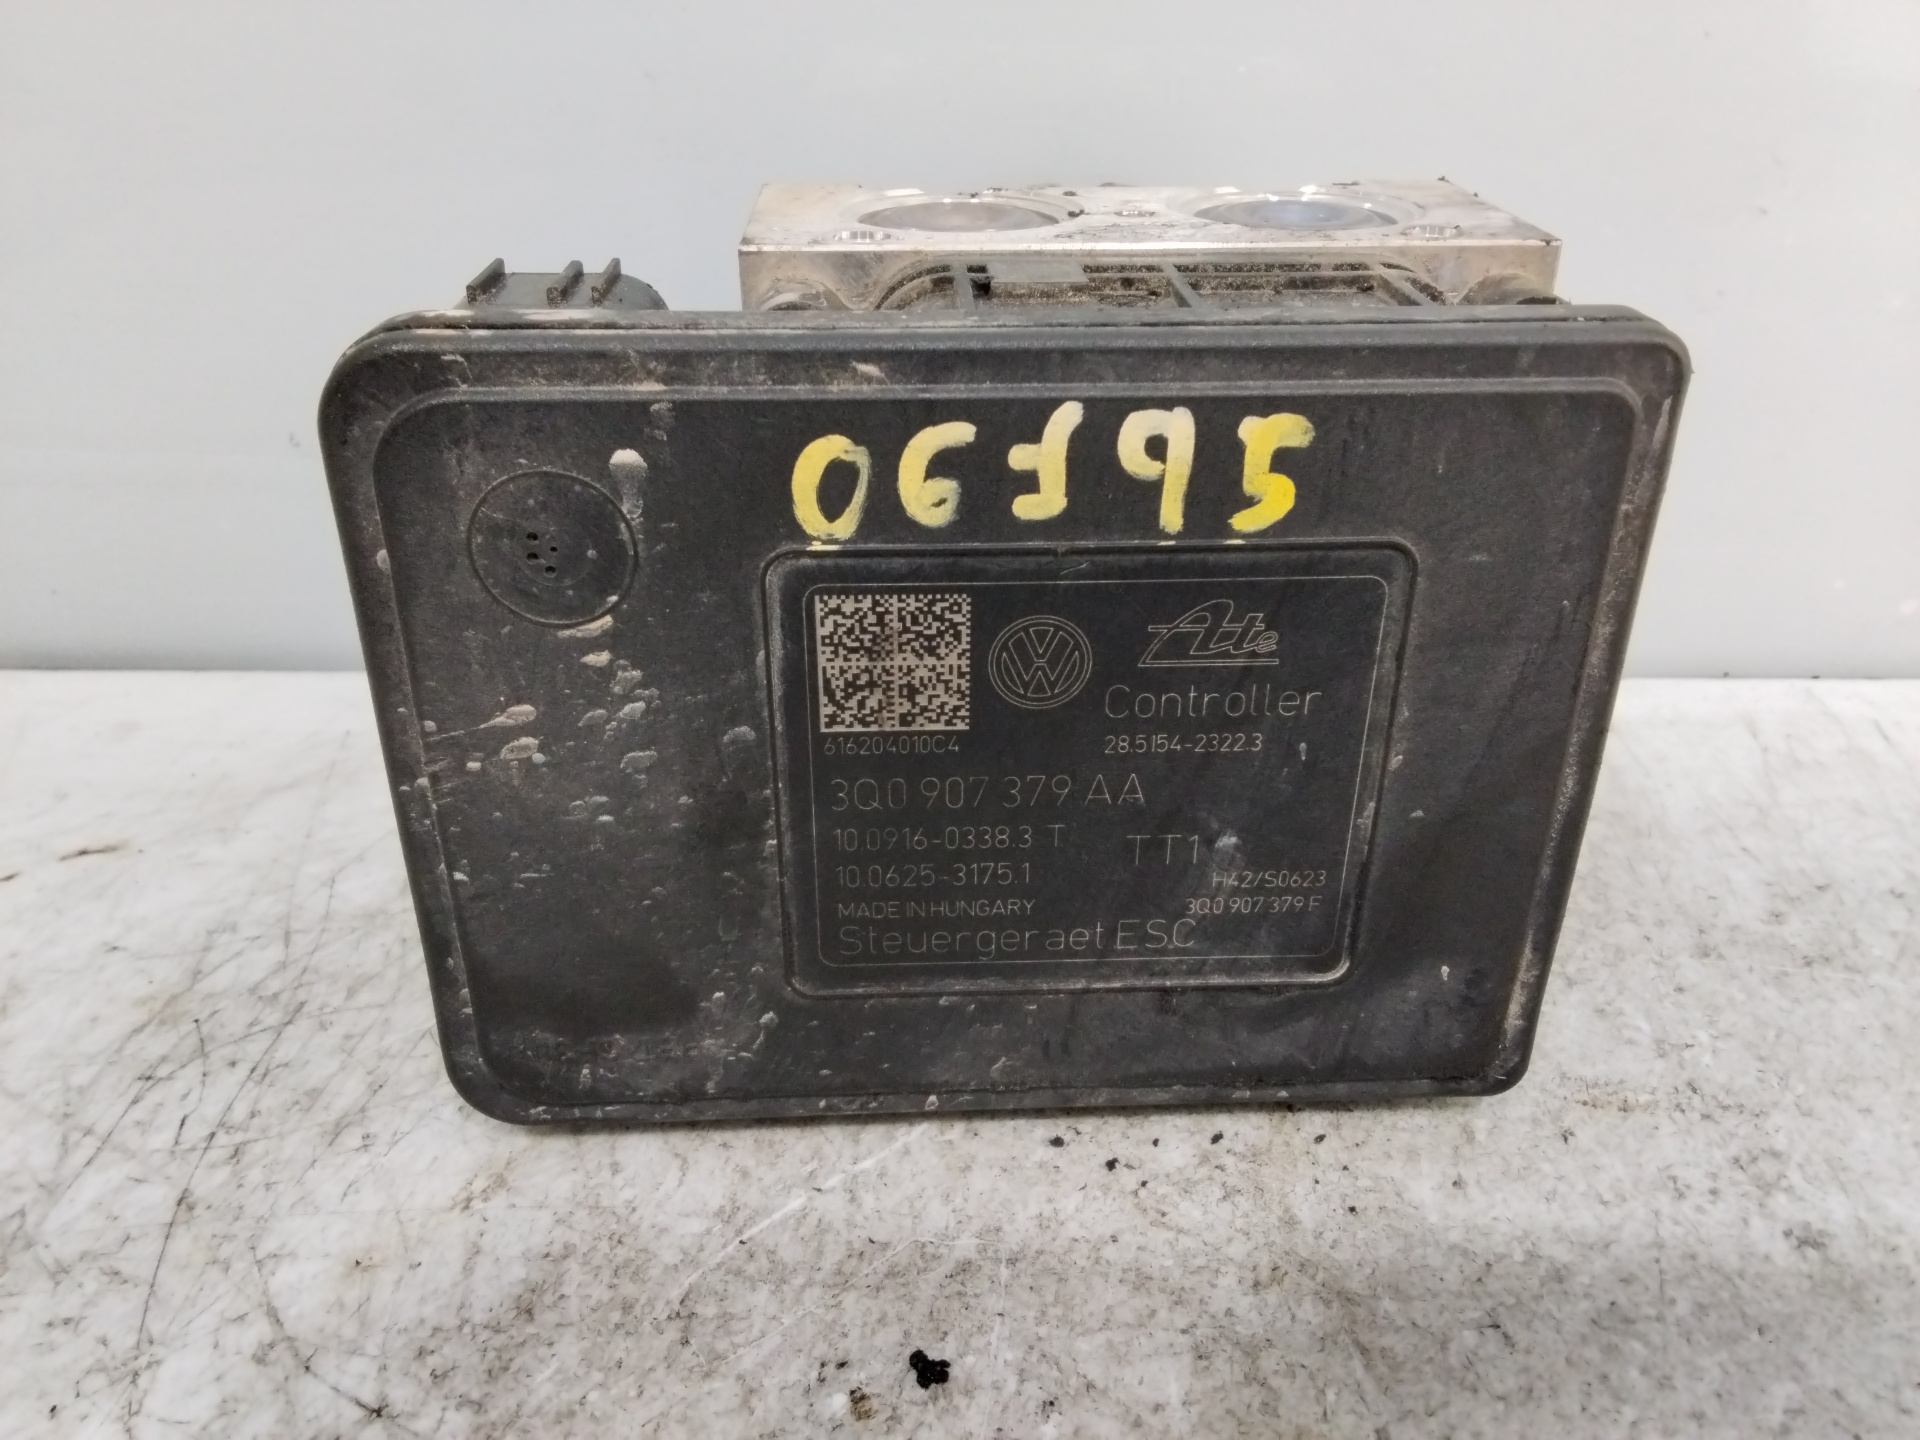 616204010C4
Ate
Controller
28.5154-2322.3
3Q0 907 379 AA
10.0916-0338.3 T
TT1
10.0625-3175.1
H42/S0623
MADE IN HUNGARY
3Q0 907 379 F
Steuergeraet ESC